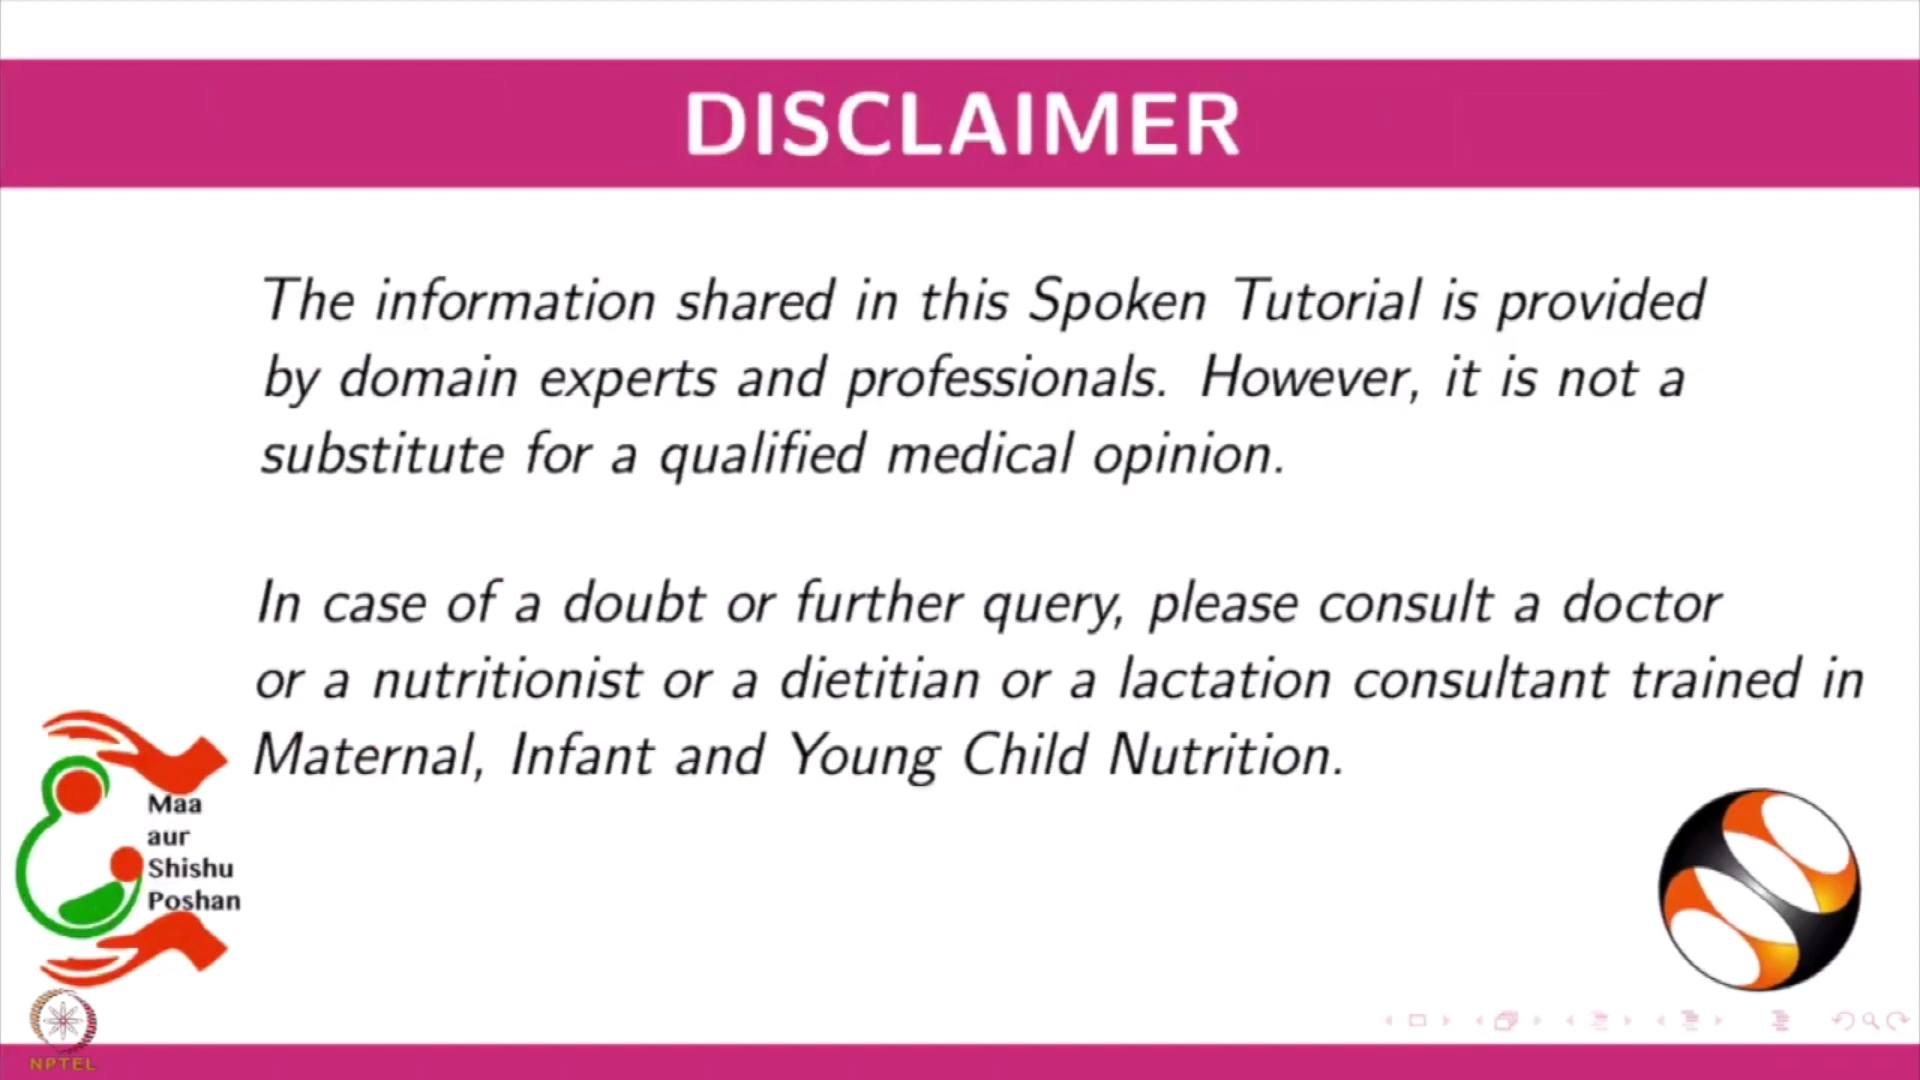 DISCLAIMER
The information shared in this Spoken Tutorial is provided
by domain experts and professionals. However, it is not a
substitute for a qualified medical opinion.
In case of a doubt or further query, please consult a doctor
or a nutritionist or a dietitian or a lactation consultant trained in
Maternal, Infant and Young Child Nutrition.
Maa
aur
Shishu
Poshan
NPTEL